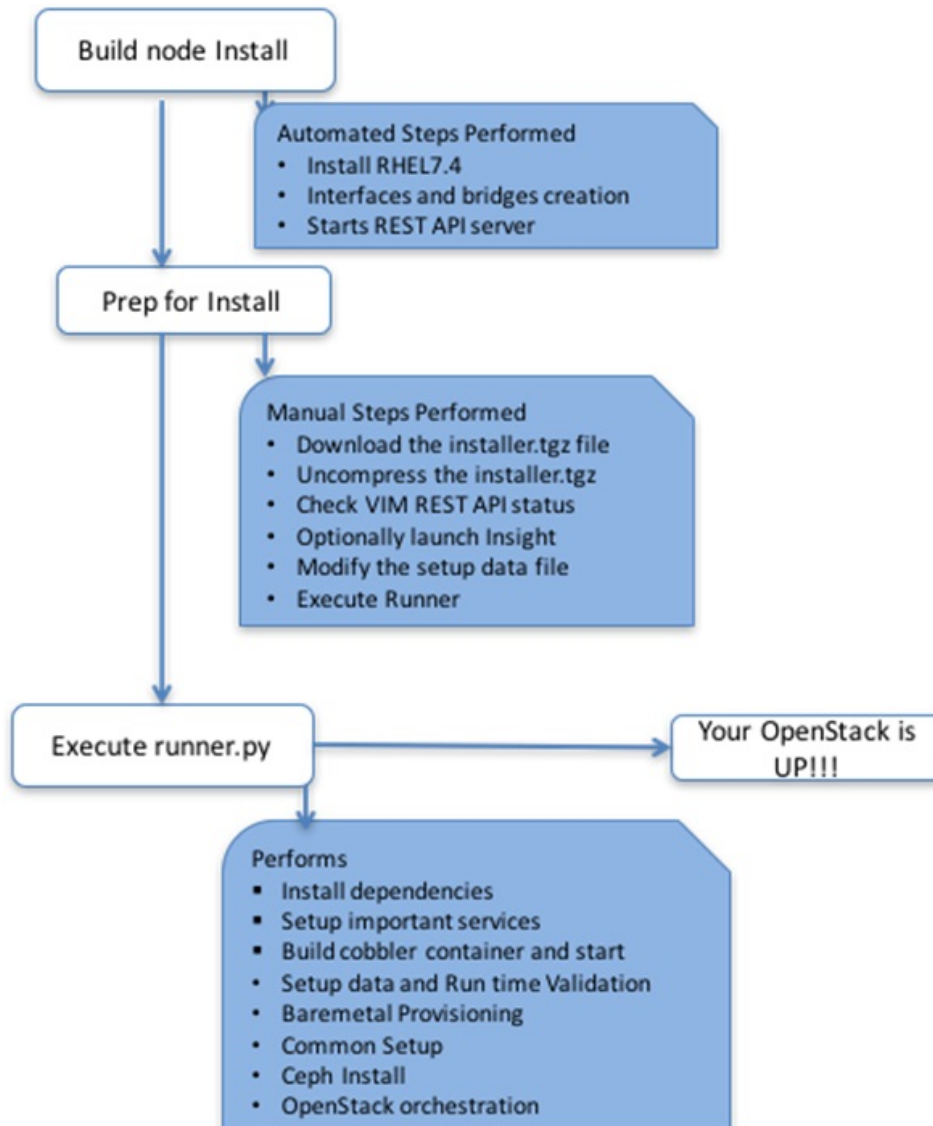 Build node Install
Automated Steps Performed
• Install RHEL7.4
• Interfaces and bridges creation
• Starts REST API server
Prep for Install
Manual Steps Performed
• Download the installer.tgz file
• Uncompress the installer.tgz
• Check VIM REST API status
• Optionally launch Insight
• Modify the setup data file
• Execute Runner
Execute runner.py
Your OpenStack is
UP!!!
Performs
▪ Install dependencies
▪ Setup important services
▪ Build cobbler container and start
• Setup data and Run time Validation
• Baremetal Provisioning
• Common Setup
• Ceph Install
• OpenStack orchestration